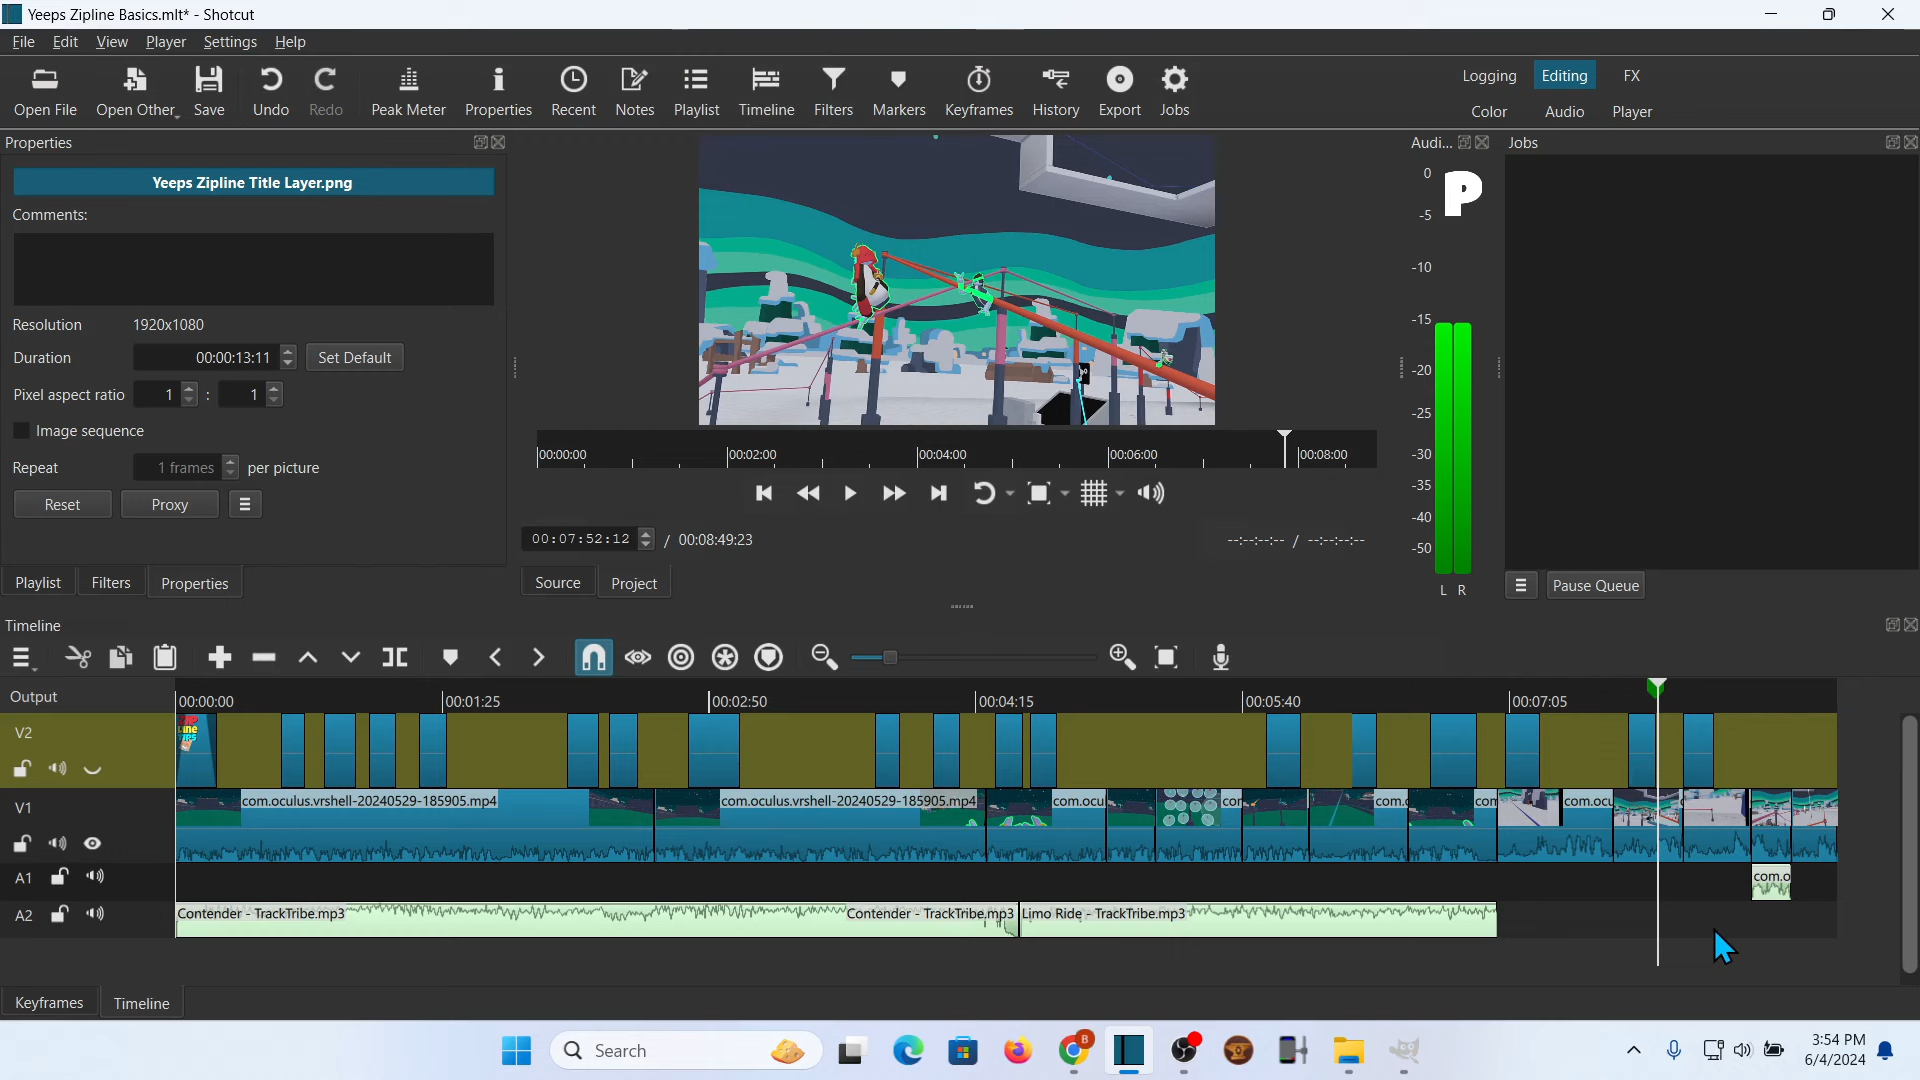 Yeeps Zipline Basics.mlt* - Shotcut
File Edit View Player Settings Help
Open File Open Other Save Undo Redo Peak Meter Properties Recent Notes Playlist Timeline Filters Markers Keyframes History Export Jobs
Logging Editing FX
Color Audio Player
Properties
Yeeps Zipline Title Layer.png
Comments:
Resolution 1920x1080
Duration 00:00:13:11 Set Default
Pixel aspect ratio 1 : 1
Image sequence
Repeat 1 frames per picture
Reset Proxy
Playlist Filters Properties
00:00:00 00:02:00 00:04:00 00:06:00 00:08:00
00:07:52:12 / 00:08:49:23 --:--:--:-- / --:--:--:--
Source Project
Audi...
0
P
-5
-10
-15
-20
-25
-30
-35
-40
-50
L R
Jobs
Pause Queue
Timeline
Output 00:00:00 00:01:25 00:02:50 00:04:15 00:05:40 00:07:05
V2
ZIP
line
TIPS
V1
com.oculus.vrshell-20240529-185905.mp4 com.oculus.vrshell-20240529-185905.mp4 com.ocu
A1 com.o
A2 Contender - TrackTribe.mp3 Contender - TrackTribe.mp3 Limo Ride - TrackTribe.mp3
Keyframes Timeline
Search
B
3:54 PM
6/4/2024